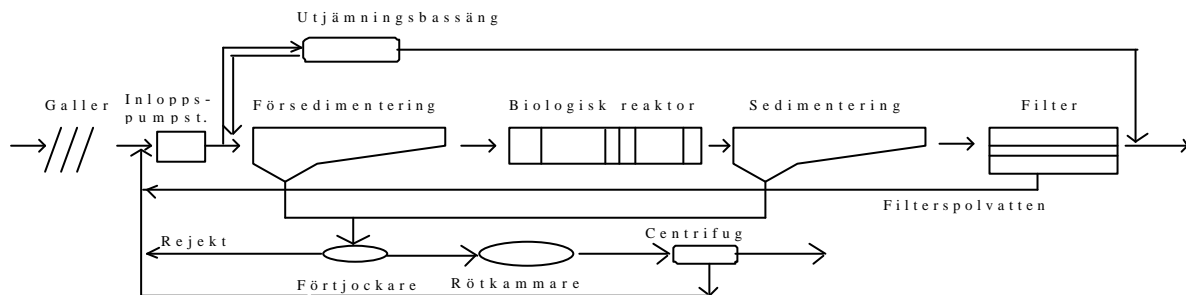 Utjämningsbassäng
Galler
Inlopps-
pumpst.
Försedimentering
Biologisk reaktor
Sedimentering
Filter
Filterspolvatten
Rejekt
Centrifug
Förtjockare
Rötkammare